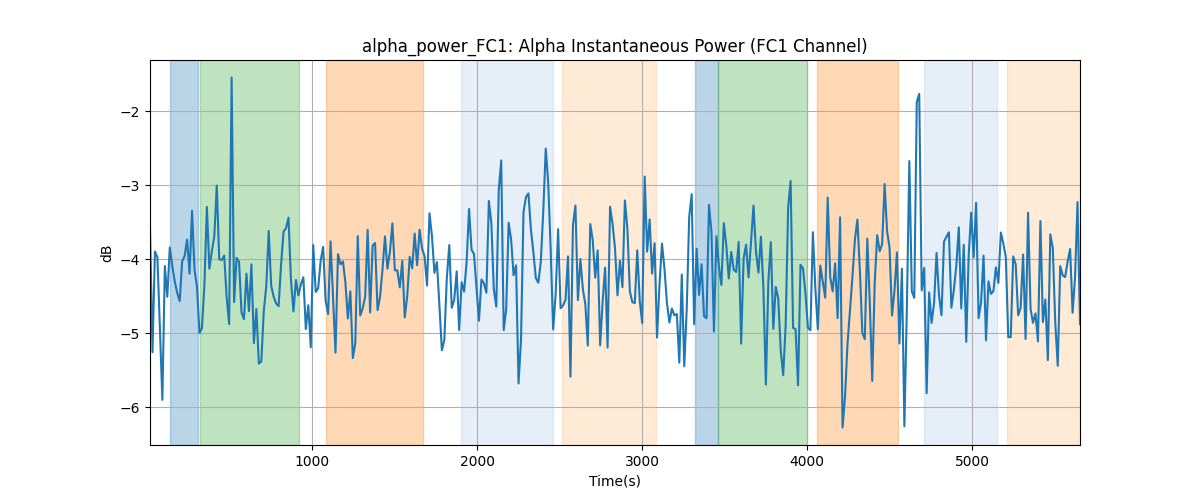 alpha_power_FC1: Alpha Instantaneous Power (FC1 Channel)
−2
−3
−4
−5
−6
dB
1000 2000 3000 4000 5000
Time(s)